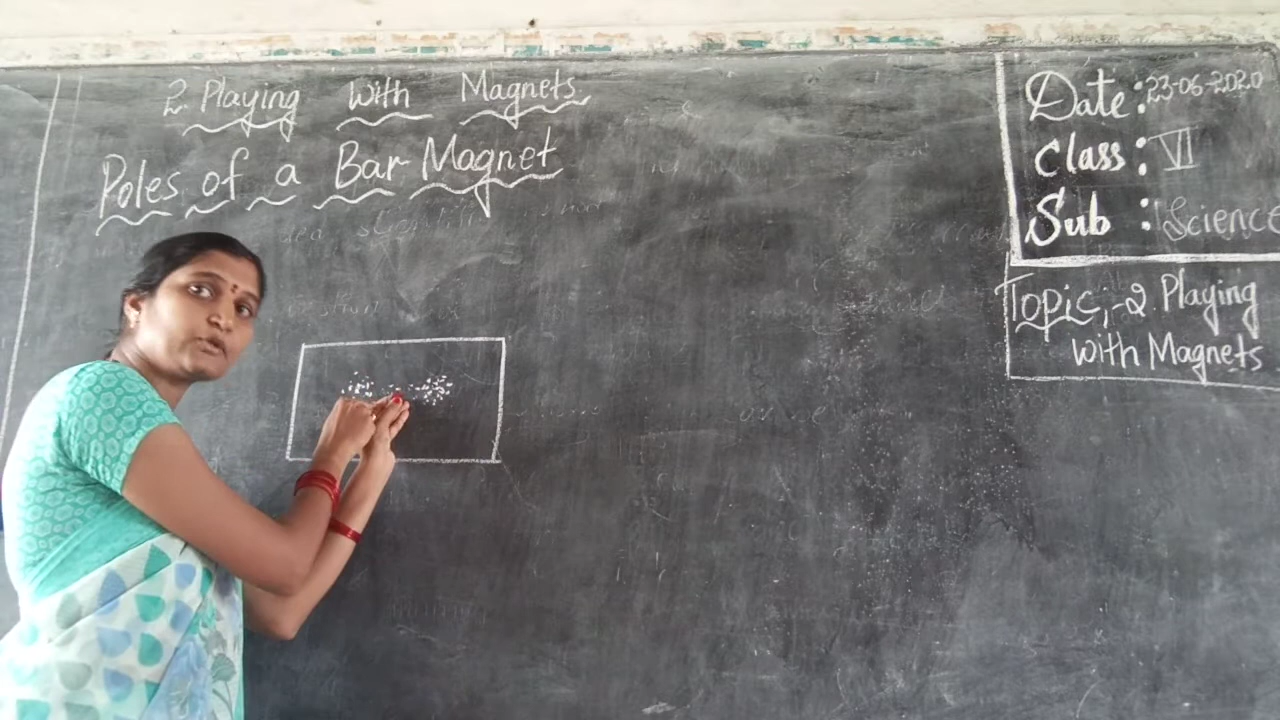 2. Playing With Magnets
Poles of a Bar Magnet
Date: 23-06-2020
Class: VI
Sub : Science
Topic:-2. Playing
with Magnets